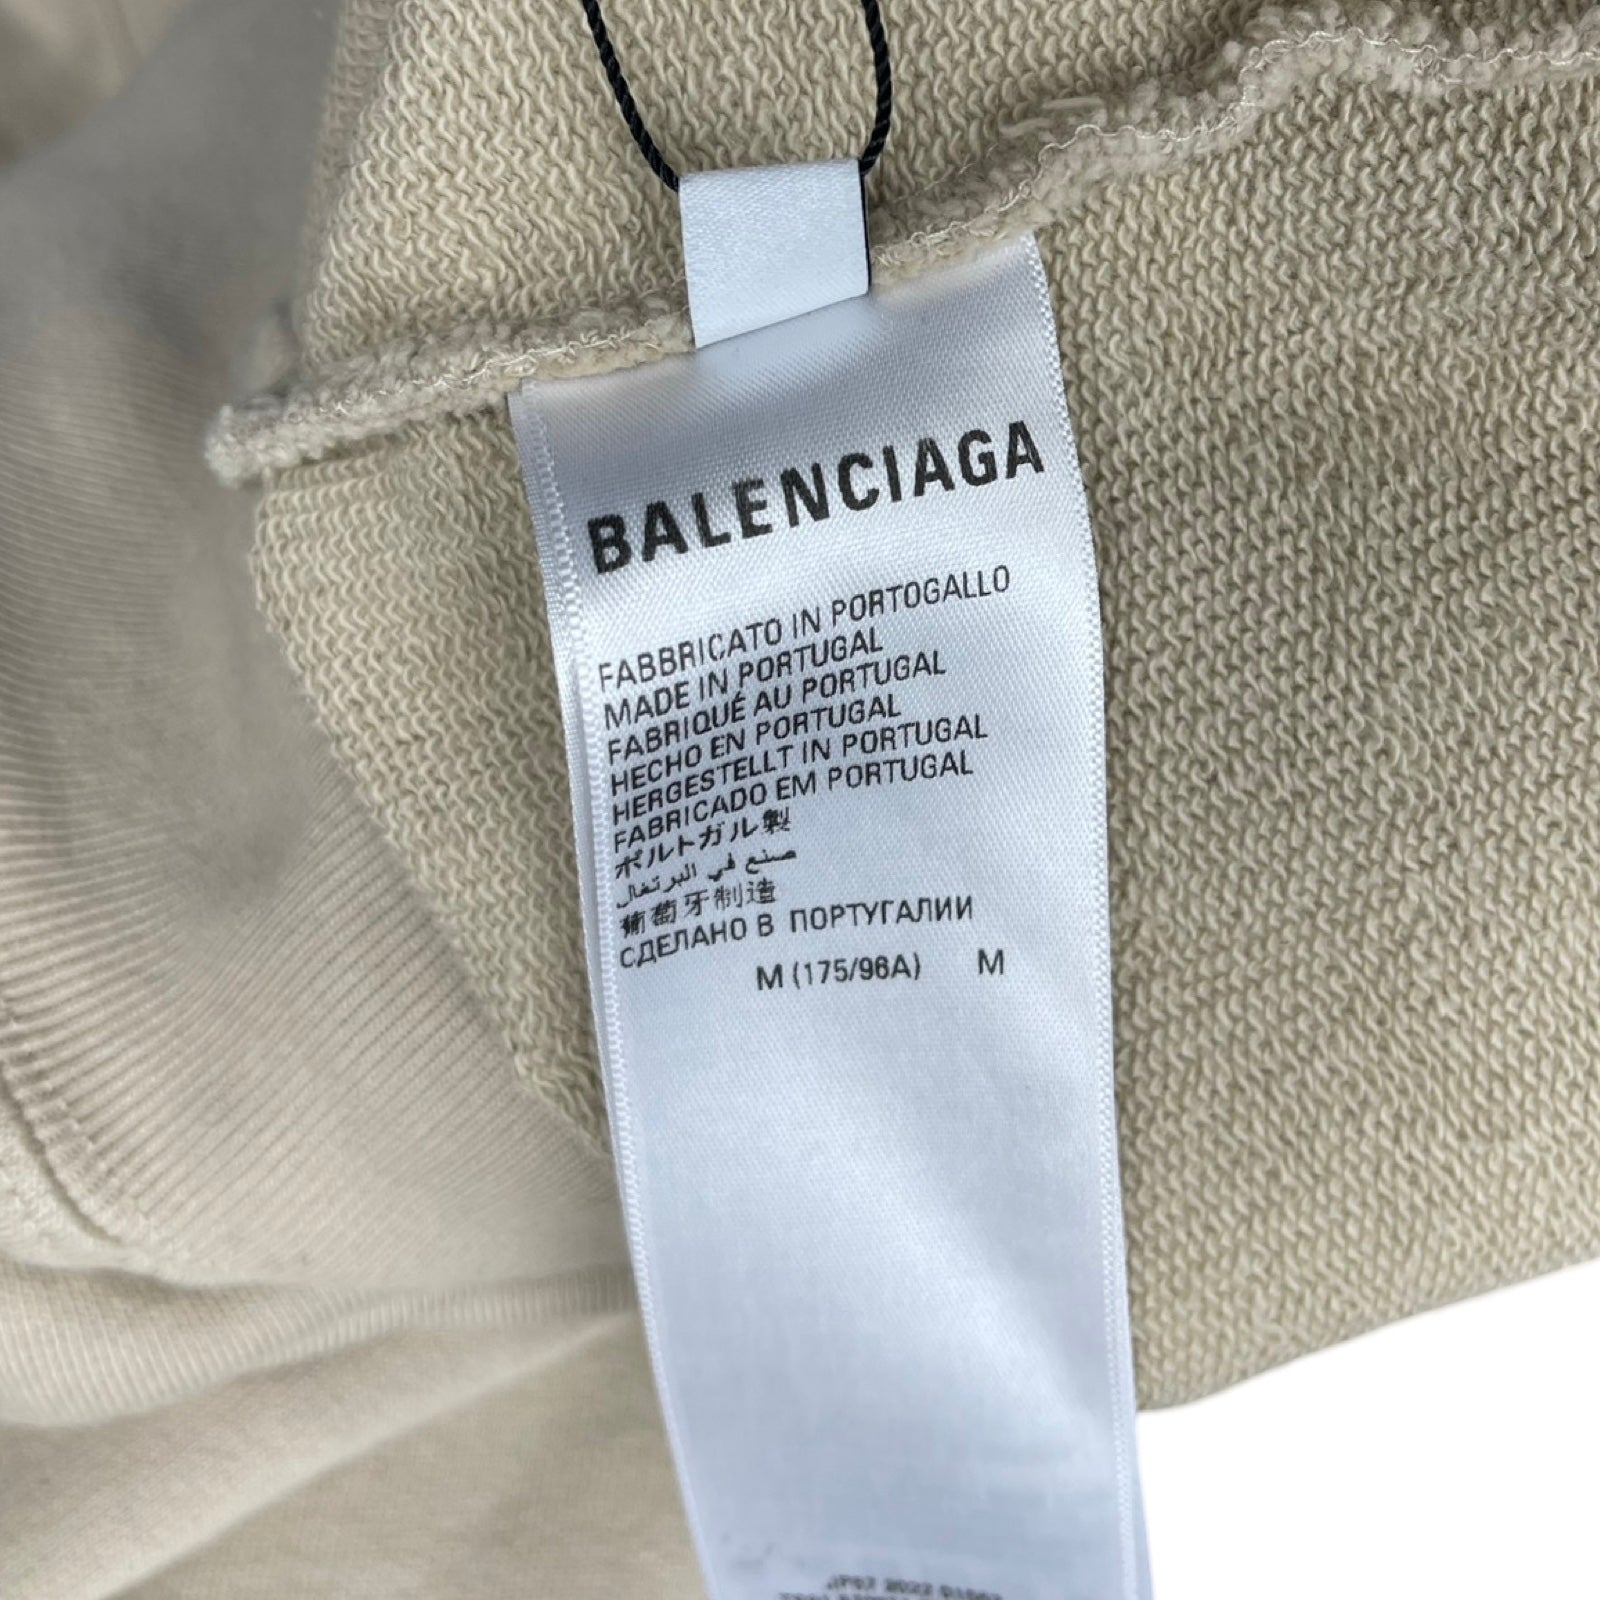 BALENCIAGA
FABBRICATO IN PORTOGALLO
MADE IN PORTUGAL
FABRIQUÉ AU PORTUGAL
HECHO EN PORTUGAL
HERGESTELLT IN PORTUGAL
FABRICADO EM PORTUGAL
ポルトガル製
صنع في البرتغال
葡萄牙制造
СДЕЛАНО В ПОРТУГАЛИИ
M (175/96A) M
2022